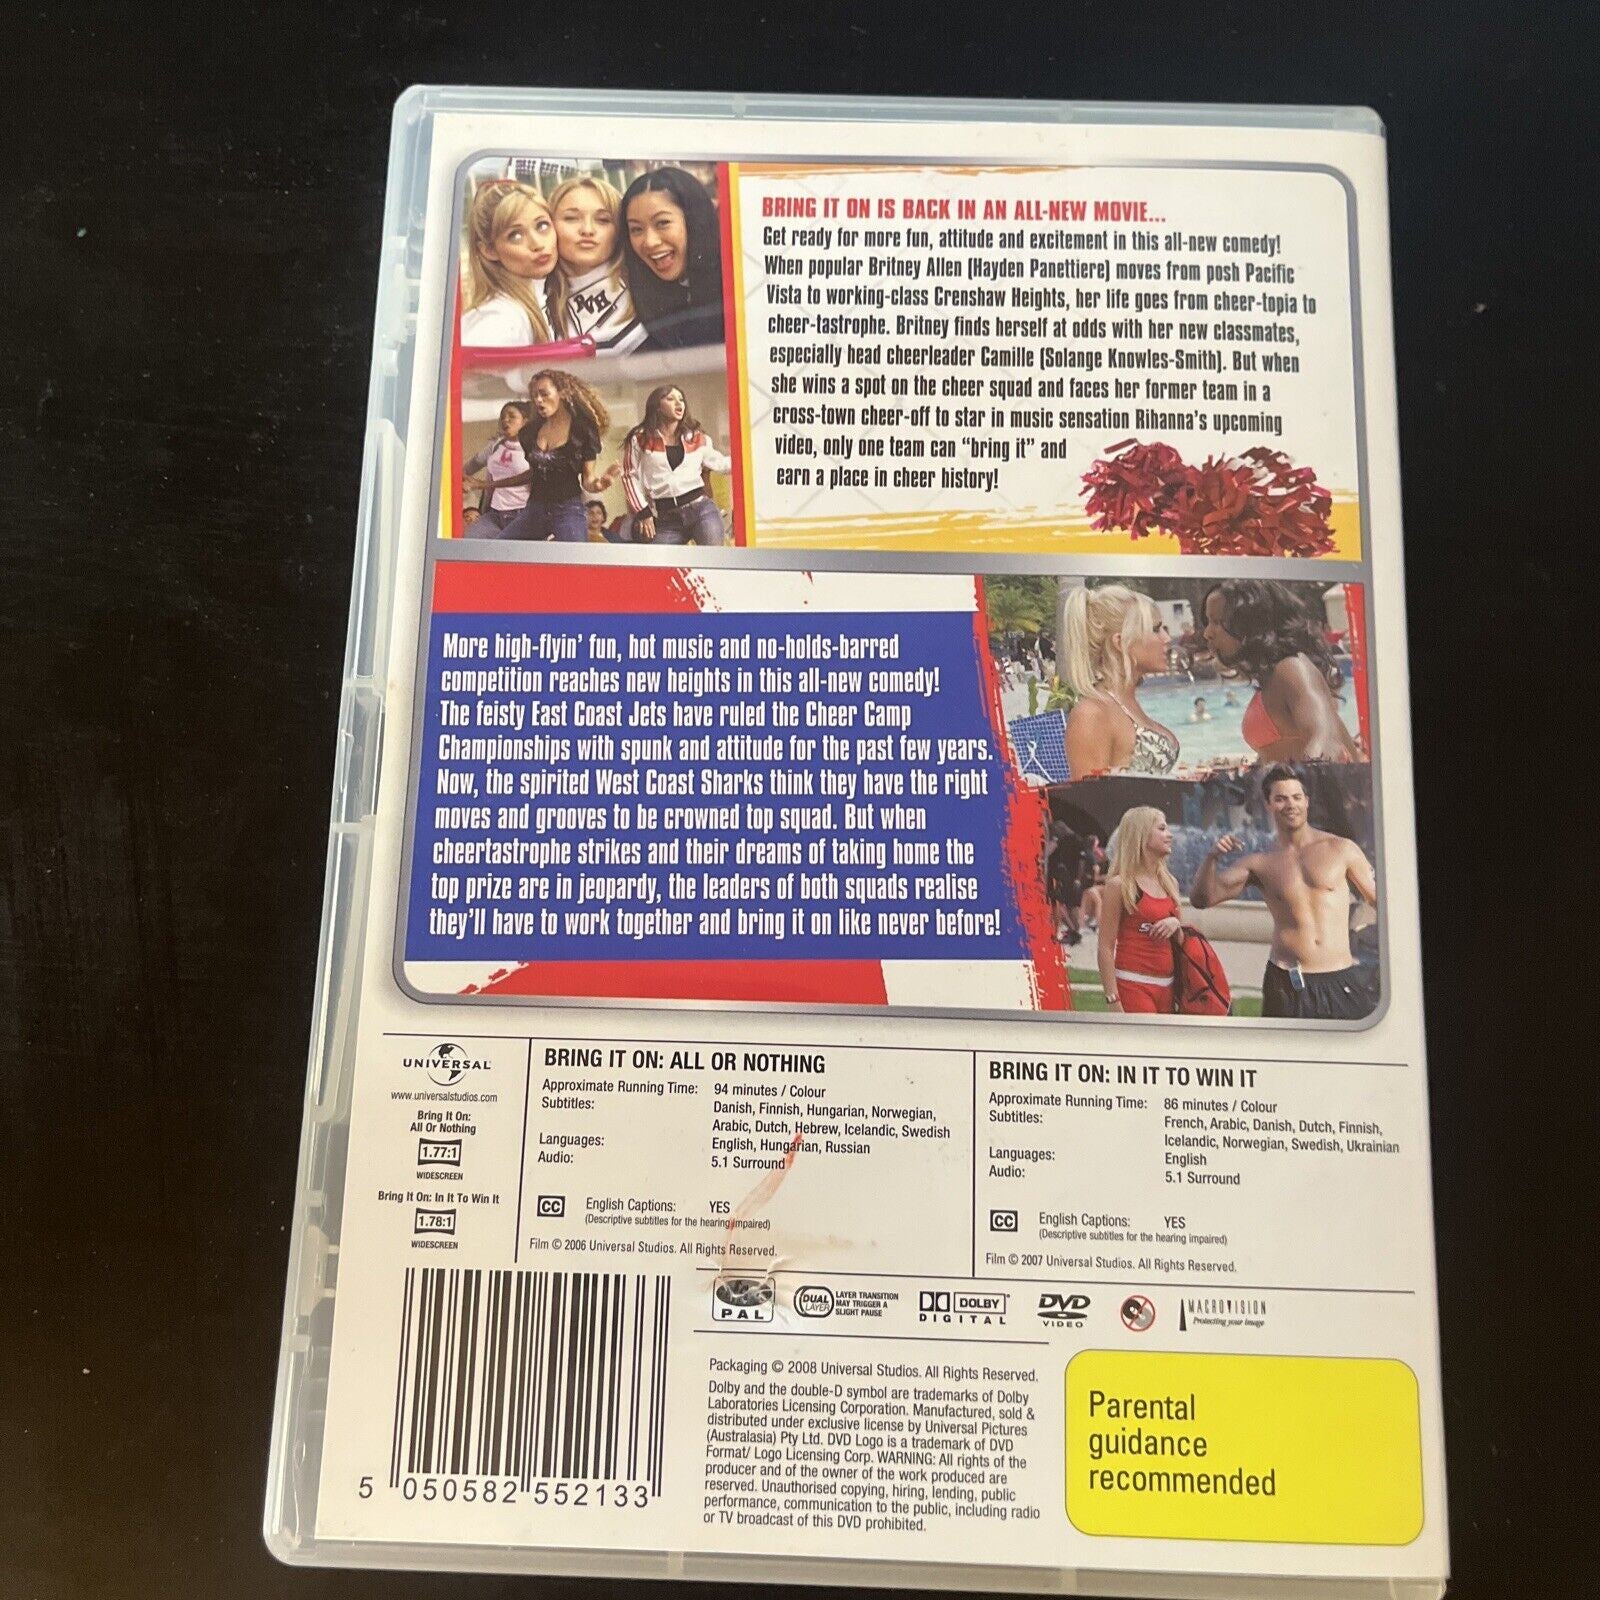 BRING IT ON IS BACK IN AN ALL-NEW MOVIE...
Get ready for more fun, attitude and excitement in this all-new comedy!
When popular Britney Allen (Hayden Panettiere) moves from posh Pacific
Vista to working-class Crenshaw Heights, her life goes from cheer-topia to
cheer-tastrophe. Britney finds herself at odds with her new classmates,
especially head cheerleader Camille (Solange Knowles-Smith). But when
she wins a spot on the cheer squad and faces her former team in a
cross-town cheer-off to star in music sensation Rihanna's upcoming
video, only one team can "bring it" and
earn a place in cheer history!
More high-flyin' fun, hot music and no-holds-barred
competition reaches new heights in this all-new comedy!
The feisty East Coast Jets have ruled the Cheer Camp
Championships with spunk and attitude for the past few years.
Now, the spirited West Coast Sharks think they have the right
moves and grooves to be crowned top squad. But when
cheertastrophe strikes and their dreams of taking home the
top prize are in jeopardy, the leaders of both squads realise
they'll have to work together and bring it on like never before!
UNIVERSAL
www.universalstudios.com
Bring It On:
All Or Nothing
1.77:1
WIDESCREEN
Bring It On: In It To Win It
1.78:1
WIDESCREEN
BRING IT ON: ALL OR NOTHING
Approximate Running Time: 94 minutes / Colour
Subtitles: Danish, Finnish, Hungarian, Norwegian,
Arabic, Dutch, Hebrew, Icelandic, Swedish
Languages: English, Hungarian, Russian
Audio: 5.1 Surround
CC English Captions: YES
(Descriptive subtitles for the hearing impaired)
Film © 2006 Universal Studios. All Rights Reserved.
BRING IT ON: IN IT TO WIN IT
Approximate Running Time: 86 minutes / Colour
Subtitles: French, Arabic, Danish, Dutch, Finnish,
Icelandic, Norwegian, Swedish, Ukrainian
Languages: English
Audio: 5.1 Surround
CC English Captions: YES
(Descriptive subtitles for the hearing impaired)
Film © 2007 Universal Studios. All Rights Reserved.
PAL
DUAL LAYER
LAYER TRANSITION
MAY TRIGGER A
SLIGHT PAUSE
DOLBY
DIGITAL
DVD
VIDEO
MACROVISION
Protecting your image
5 050582 552133
Packaging © 2008 Universal Studios. All Rights Reserved.
Dolby and the double-D symbol are trademarks of Dolby
Laboratories Licensing Corporation. Manufactured, sold &
distributed under exclusive license by Universal Pictures
(Australasia) Pty Ltd. DVD Logo is a trademark of DVD
Format/ Logo Licensing Corp. WARNING: All rights of the
producer and of the owner of the work produced are
reserved. Unauthorised copying, hiring, lending, public
performance, communication to the public, including radio
or TV broadcast of this DVD prohibited.
Parental
guidance
recommended